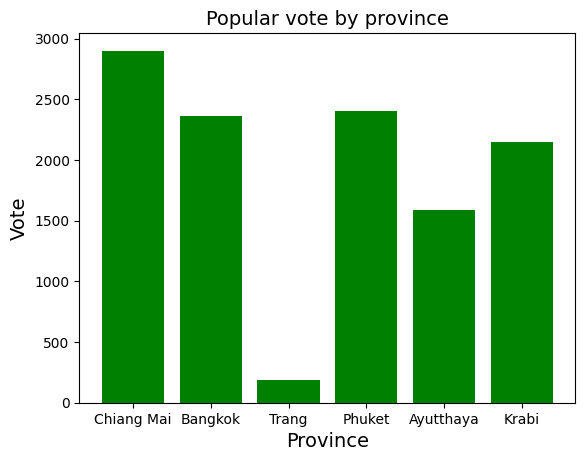 Popular vote by province
Vote
3000
2500
2000
1500
1000
500
0
Chiang Mai Bangkok Trang Phuket Ayutthaya Krabi
Province